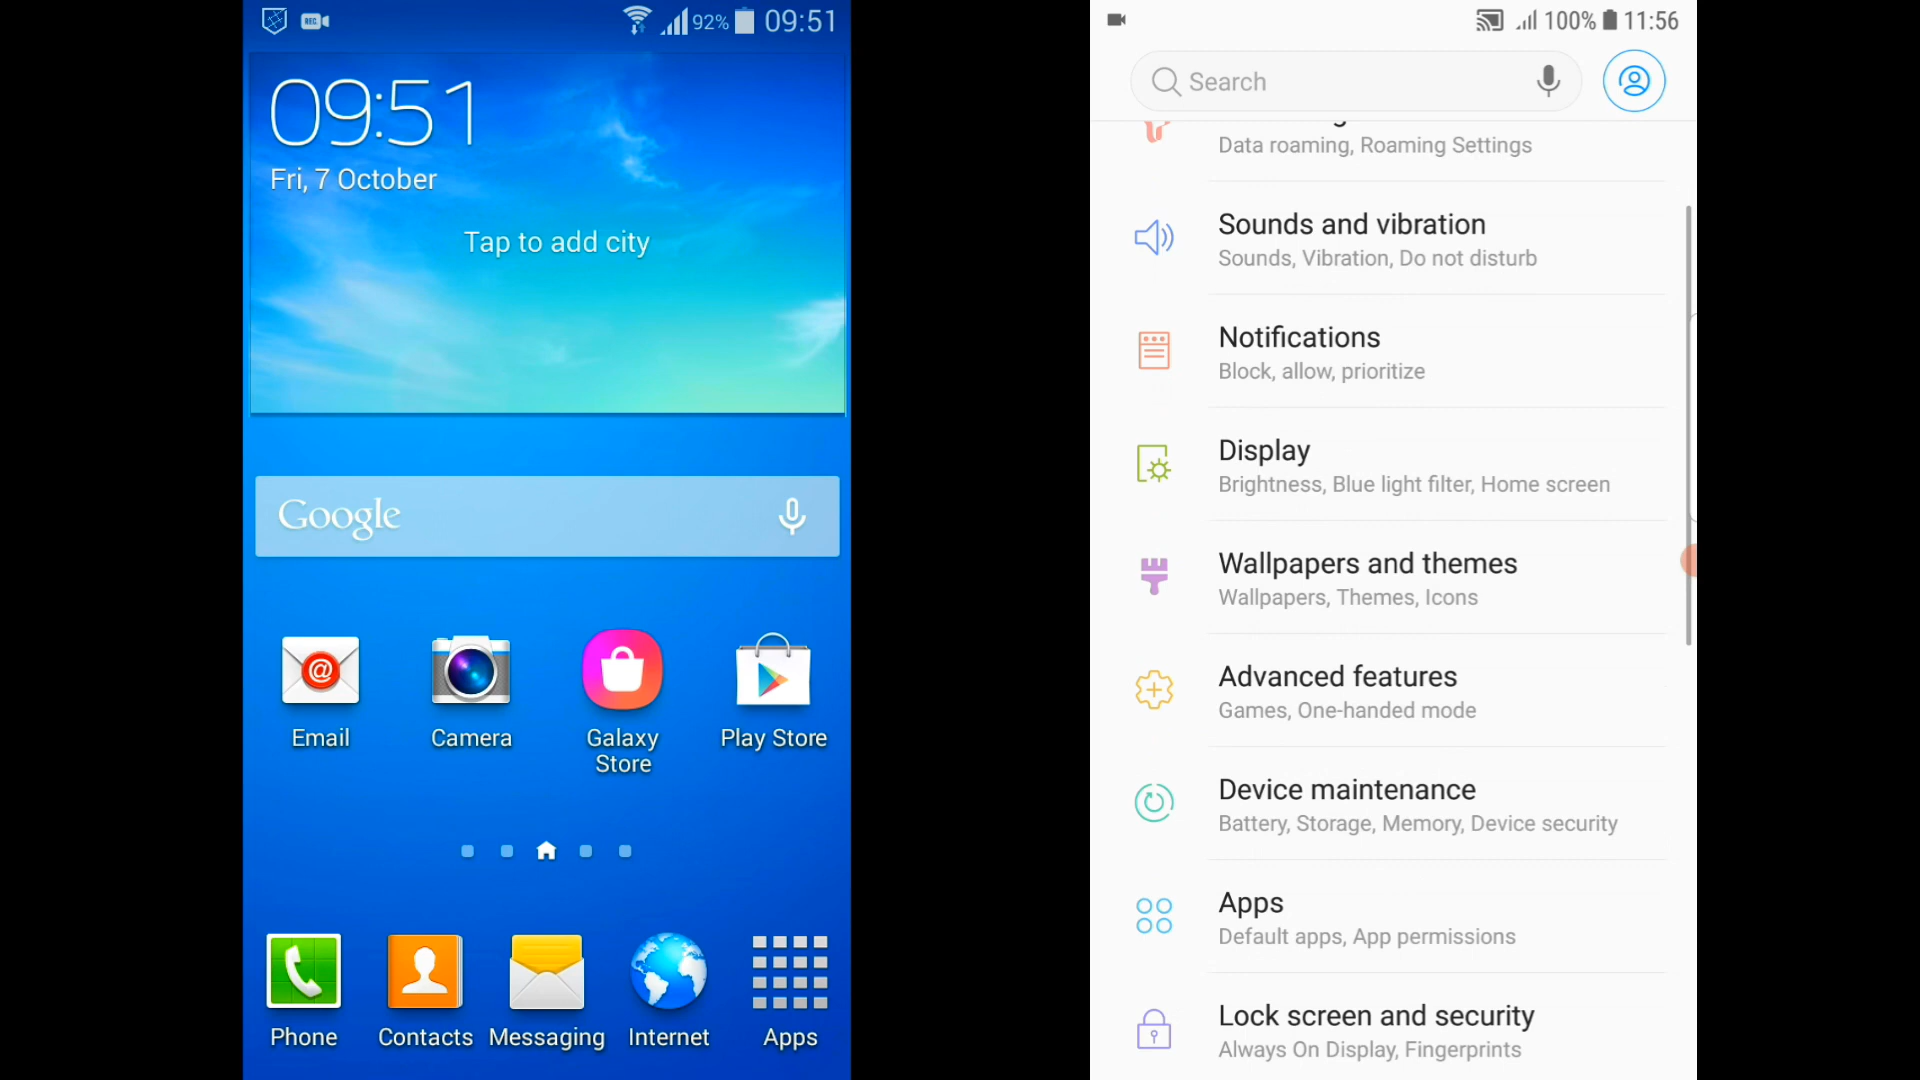 REC
92%
09:51
09:51
Fri, 7 October
Tap to add city
Google
@
Email
Camera
Galaxy
Store
Play Store
Phone
Contacts
Messaging
Internet
Apps
100%
11:56
Search
Data roaming, Roaming Settings
Sounds and vibration
Sounds, Vibration, Do not disturb
Notifications
Block, allow, prioritize
Display
Brightness, Blue light filter, Home screen
Wallpapers and themes
Wallpapers, Themes, Icons
Advanced features
Games, One-handed mode
Device maintenance
Battery, Storage, Memory, Device security
Apps
Default apps, App permissions
Lock screen and security
Always On Display, Fingerprints